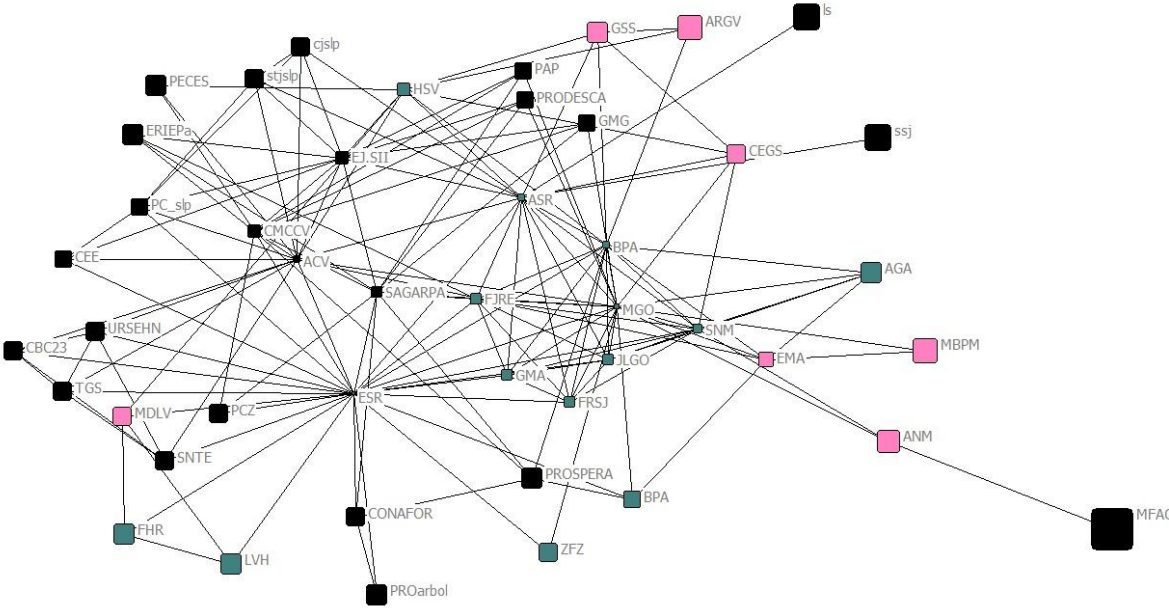 ls
GSS
ARGV
cjslp
PAP
stjslp
PECES
HSV
PRODESCA
GMG
ERIEPa
ssj
CEGS
EJ.SII
ASR
PC_slp
CMCCV
BPA
CEE
ACV
AGA
SAGARPA
FJRE
MGO
URSEHN
SNM
CBC23
MBPM
JLGO
EMA
GMA
TGS
ESR
FRSJ
MDLV
PCZ
ANM
SNTE
PROSPERA
BPA
CONAFOR
MFAC
FHR
ZFZ
LVH
PROarbol